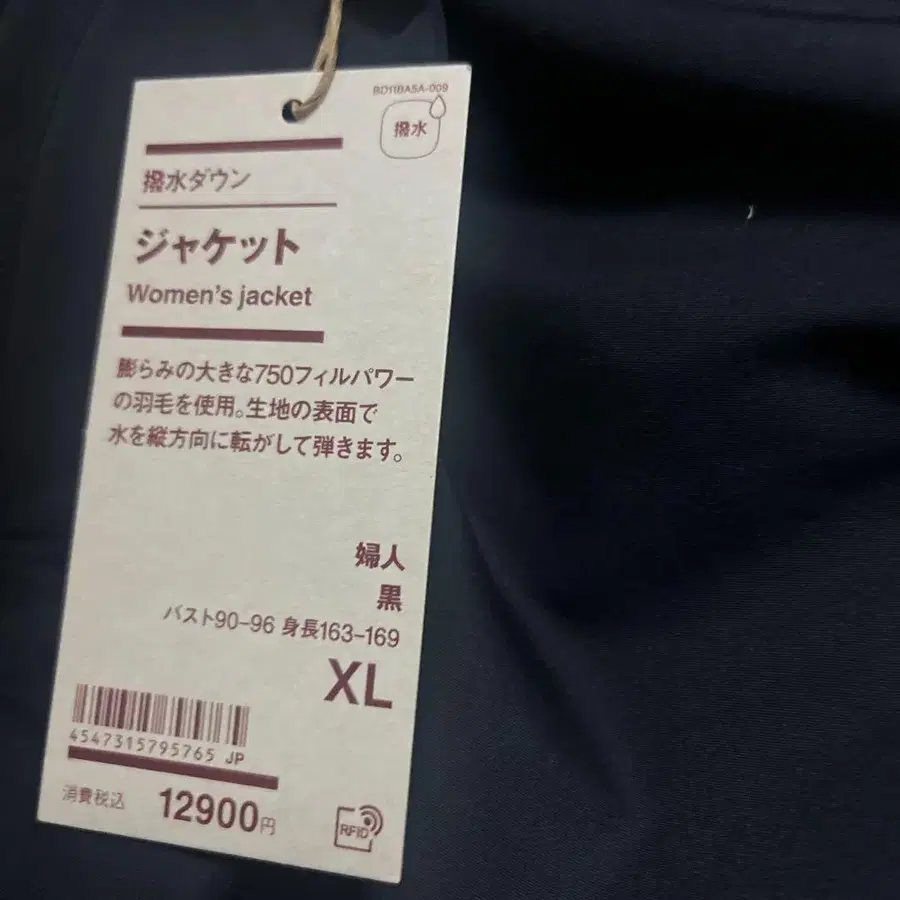 BD1IBA5A-009
撥水
撥水ダウン
ジャケット
Women's jacket
膨らみの大きな750フィルパワー
の羽毛を使用。生地の表面で
水を縦方向に転がして弾きます。
婦人
黒
バスト90-96 身長163-169
XL
4547315795765 JP
消費税込 12900円
RFID